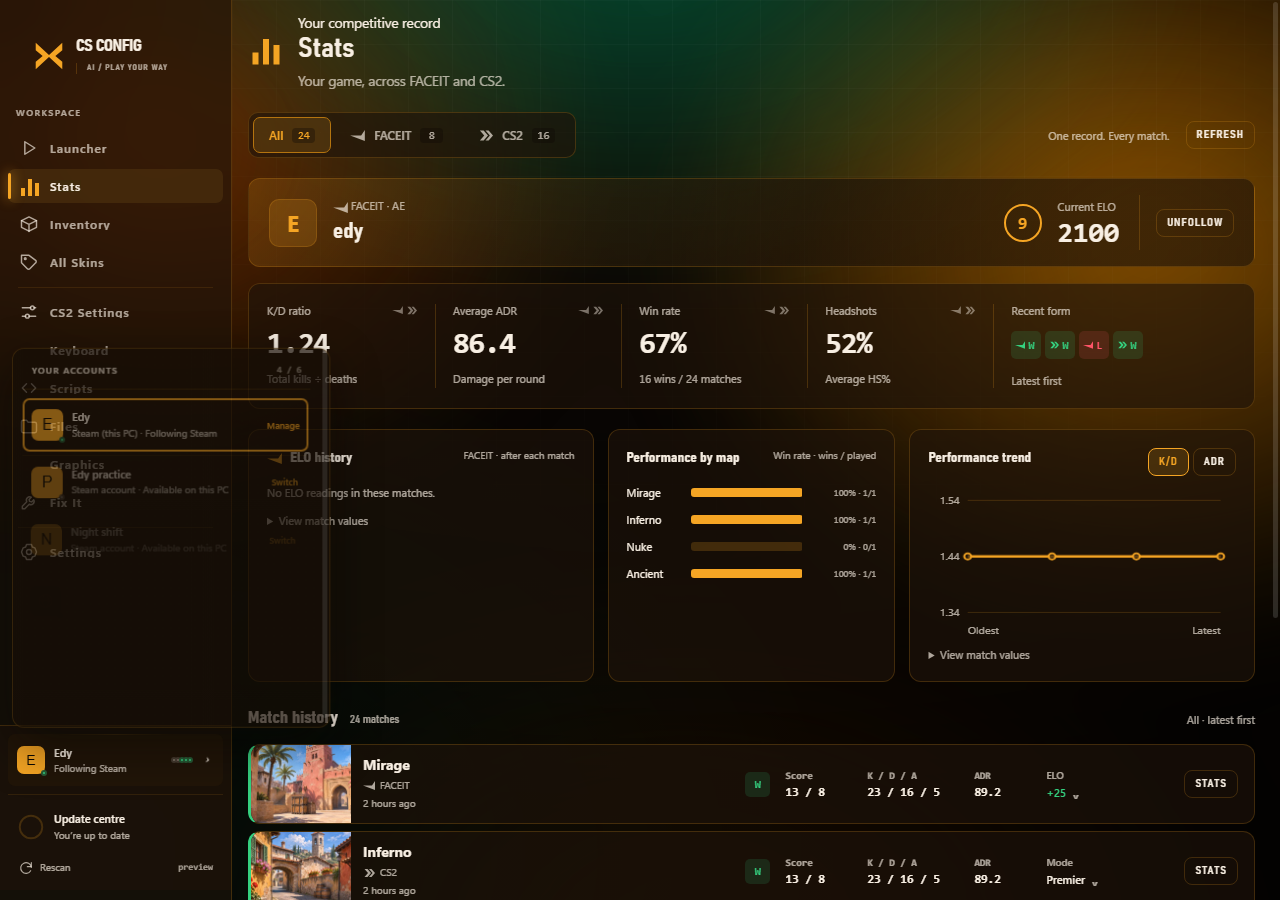 CS CONFIG
AI / PLAY YOUR WAY
WORKSPACE
Launcher
Stats
Inventory
All Skins
CS2 Settings
Keyboard
Scripts
Files
Graphics
Fix It
Settings
YOUR ACCOUNTS
4 / 6
E
Edy
Steam (this PC) · Following Steam
Manage
P
Edy practice
Steam account · Available on this PC
Switch
N
Night shift
Steam account · Available on this PC
Switch
E
Edy
Following Steam
Update centre
You're up to date
Rescan
preview
Your competitive record
Stats
Your game, across FACEIT and CS2.
All 24
FACEIT 8
CS2 16
One record. Every match.
REFRESH
E
FACEIT · AE
edy
9
Current ELO
2100
UNFOLLOW
K/D ratio
1.24
Total kills ÷ deaths
Average ADR
86.4
Damage per round
Win rate
67%
16 wins / 24 matches
Headshots
52%
Average HS%
Recent form
W W L W
Latest first
ELO history
FACEIT · after each match
No ELO readings in these matches.
View match values
Performance by map
Win rate · wins / played
Mirage 100% · 1/1
Inferno 100% · 1/1
Nuke 0% · 0/1
Ancient 100% · 1/1
Performance trend
K/D
ADR
1.54
1.44
1.34
Oldest
Latest
View match values
Match history
24 matches
All · latest first
Mirage
FACEIT
2 hours ago
W
Score
13 / 8
K / D / A
23 / 16 / 5
ADR
89.2
ELO
+25
STATS
Inferno
CS2
2 hours ago
W
Score
13 / 8
K / D / A
23 / 16 / 5
ADR
89.2
Mode
Premier
STATS